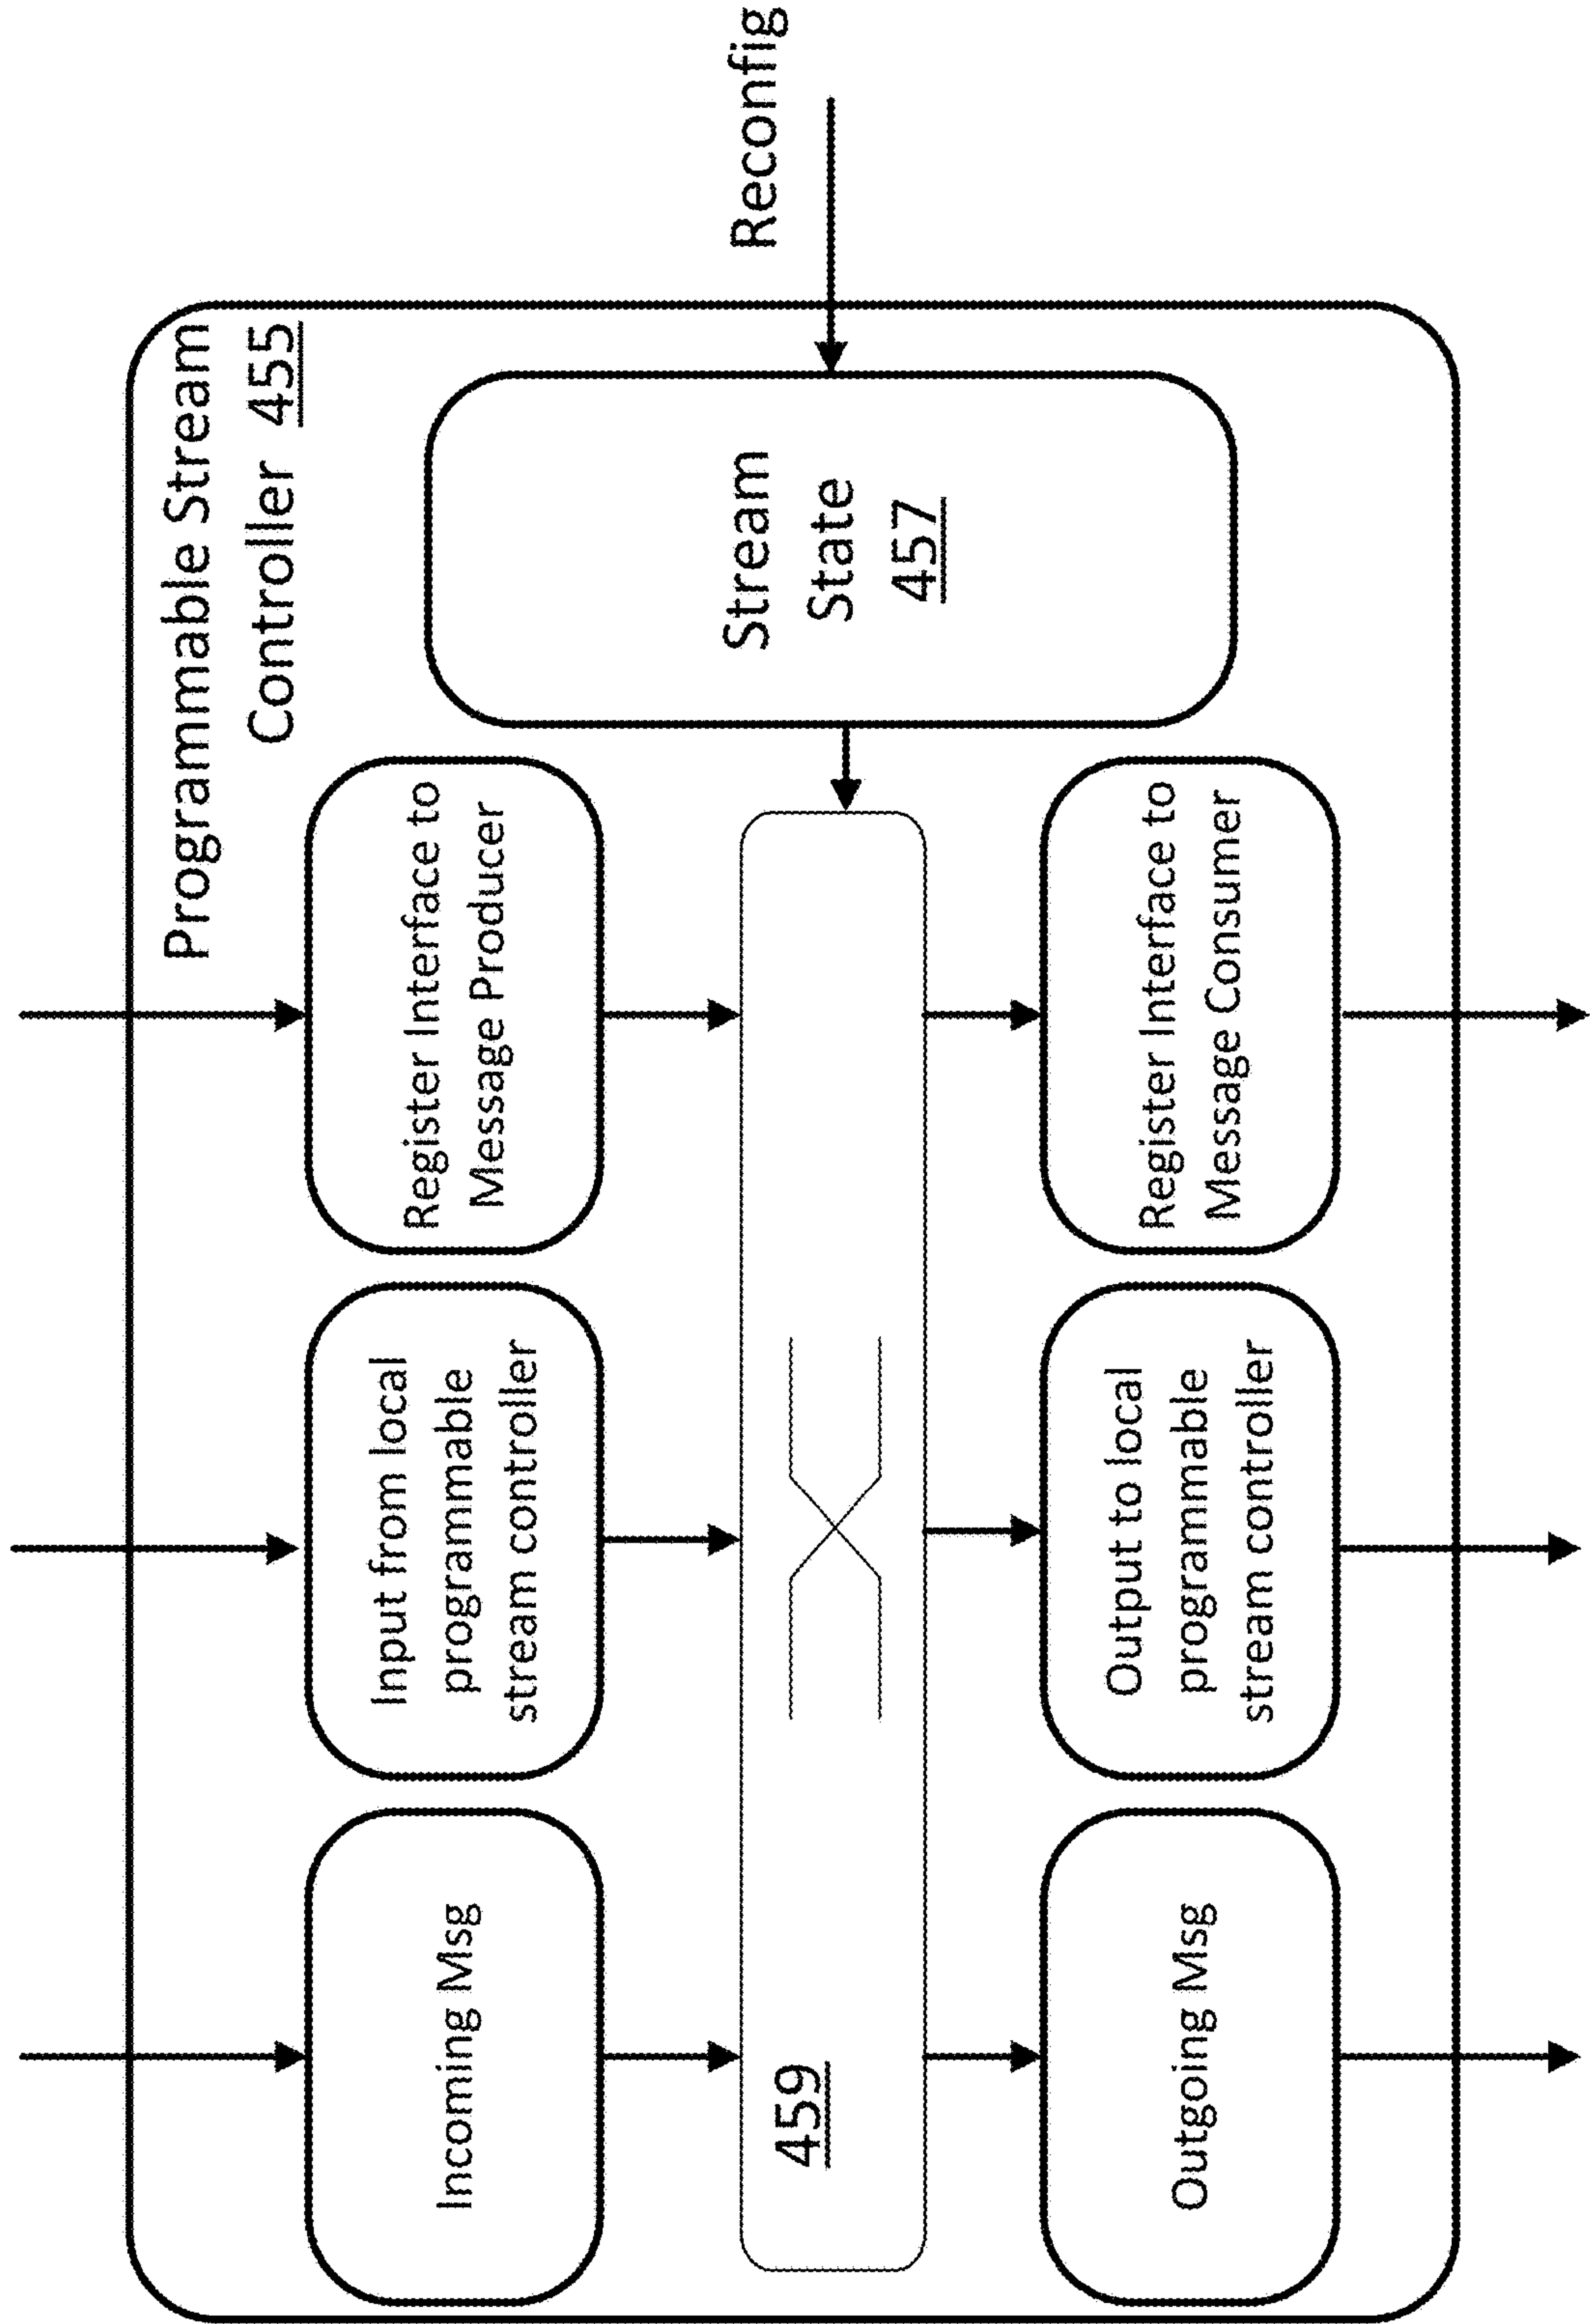 Programmable Stream
Controller 455
Incoming Msg
Input from local
programmable
stream controller
Register Interface to
Message Producer
459
Stream
State
457
Reconfig
Outgoing Msg
Output to local
programmable
stream controller
Register Interface to
Message Consumer